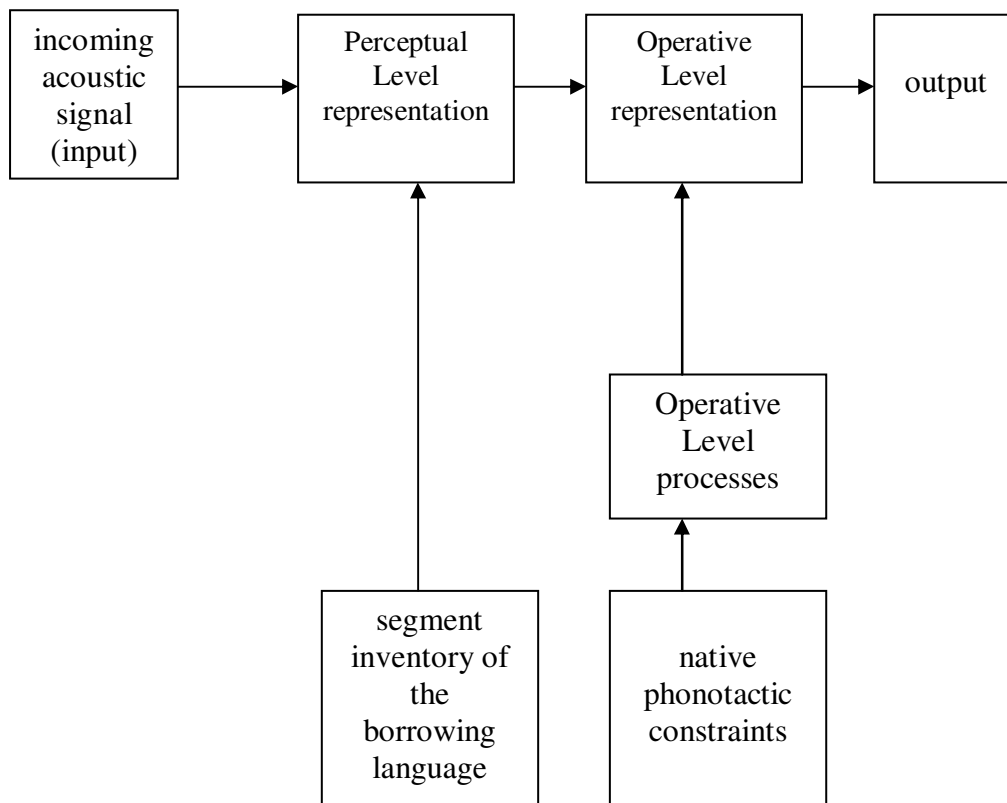 incoming
acoustic
signal
(input)
Perceptual
Level
representation
Operative
Level
representation
output
Operative
Level
processes
segment
inventory of
the
borrowing
language
native
phonotactic
constraints